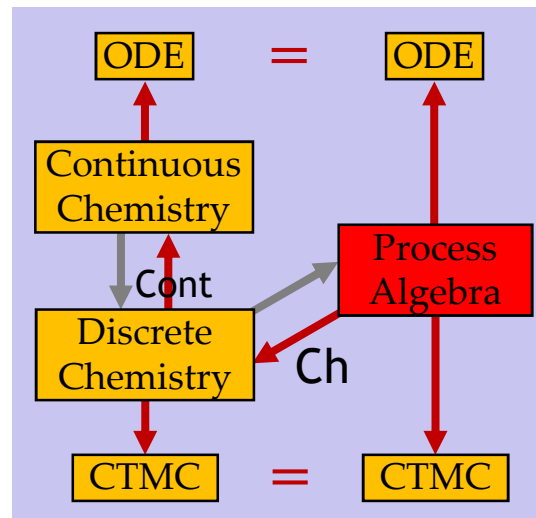 ODE = ODE
Continuous
Chemistry
Process
Algebra
Cont
Discrete
Chemistry
Ch
CTMC = CTMC